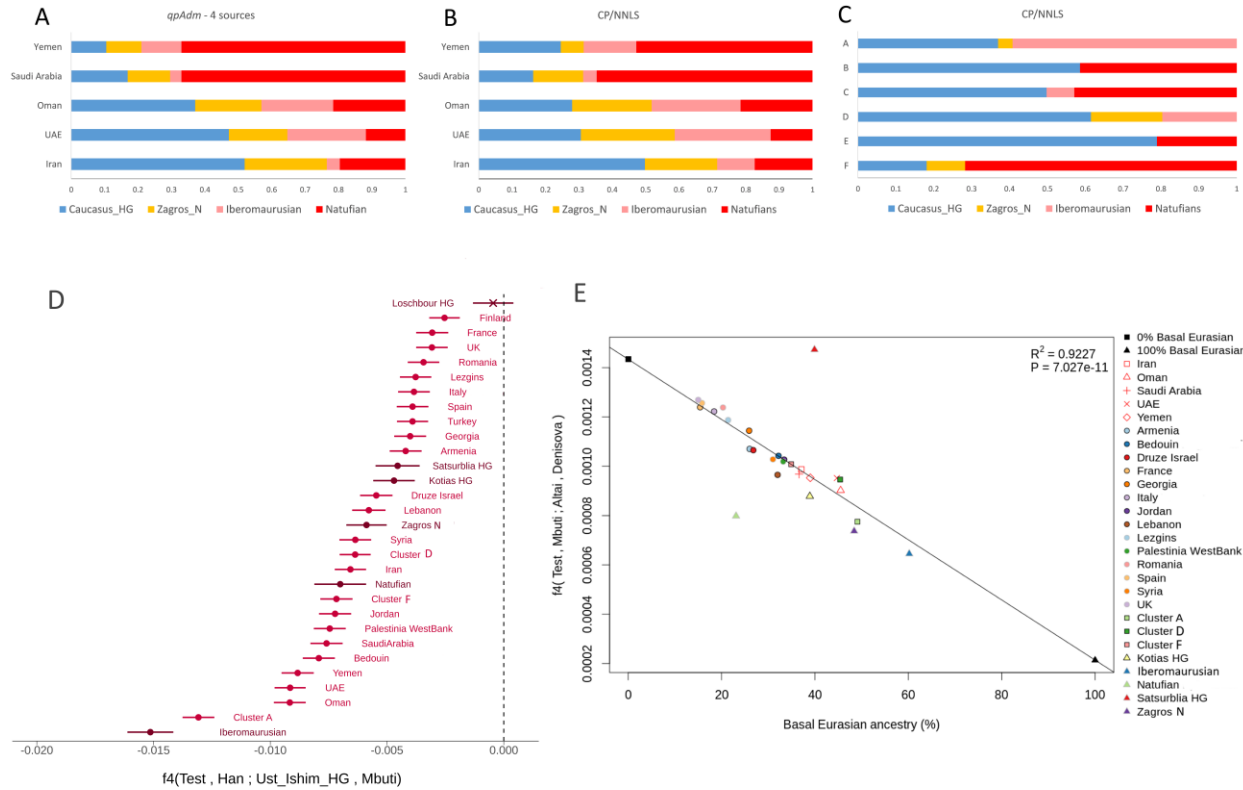 A
qpAdm - 4 sources
Yemen
Saudi Arabia
Oman
UAE
Iran
0 0.1 0.2 0.3 0.4 0.5 0.6 0.7 0.8 0.9 1
Caucasus_HG Zagros_N Iberomaurusian Natufians
B
CP/NNLS
Yemen
Saudi Arabia
Oman
UAE
Iran
0 0.1 0.2 0.3 0.4 0.5 0.6 0.7 0.8 0.9 1
Caucasus_HG Zagros_N Iberomaurusian Natufians
C
CP/NNLS
A
B
C
D
E
F
0 0.1 0.2 0.3 0.4 0.5 0.6 0.7 0.8 0.9 1
Caucasus_HG Zagros_N Iberomaurusian Natufians
D
Loschbour HG
Finland
France
UK
Romania
Lezgins
Italy
Spain
Turkey
Georgia
Armenia
Satsurblia HG
Kotias HG
Druze Israel
Lebanon
Zagros N
Syria
Cluster D
Iran
Natufian
Cluster F
Jordan
Palestinia WestBank
SaudiArabia
Bedouin
Yemen
UAE
Oman
Cluster A
Iberomaurusian
-0.020 -0.015 -0.010 -0.005 0.000
f4(Test , Han ; Ust_Ishim_HG , Mbuti)
E
R² = 0.9227
P = 7.027e-11
f4( Test , Mbuti ; Altai , Denisova )
0.0014
0.0012
0.0010
0.0008
0.0006
0.0004
0.0002
0 20 40 60 80 100
Basal Eurasian ancestry (%)
0% Basal Eurasian
100% Basal Eurasian
Iran
Oman
Saudi Arabia
UAE
Yemen
Armenia
Bedouin
Druze Israel
France
Georgia
Italy
Jordan
Lebanon
Lezgins
Palestinia WestBank
Romania
Spain
Syria
UK
Cluster A
Cluster D
Cluster F
Kotias HG
Iberomaurusian
Natufian
Satsurblia HG
Zagros N